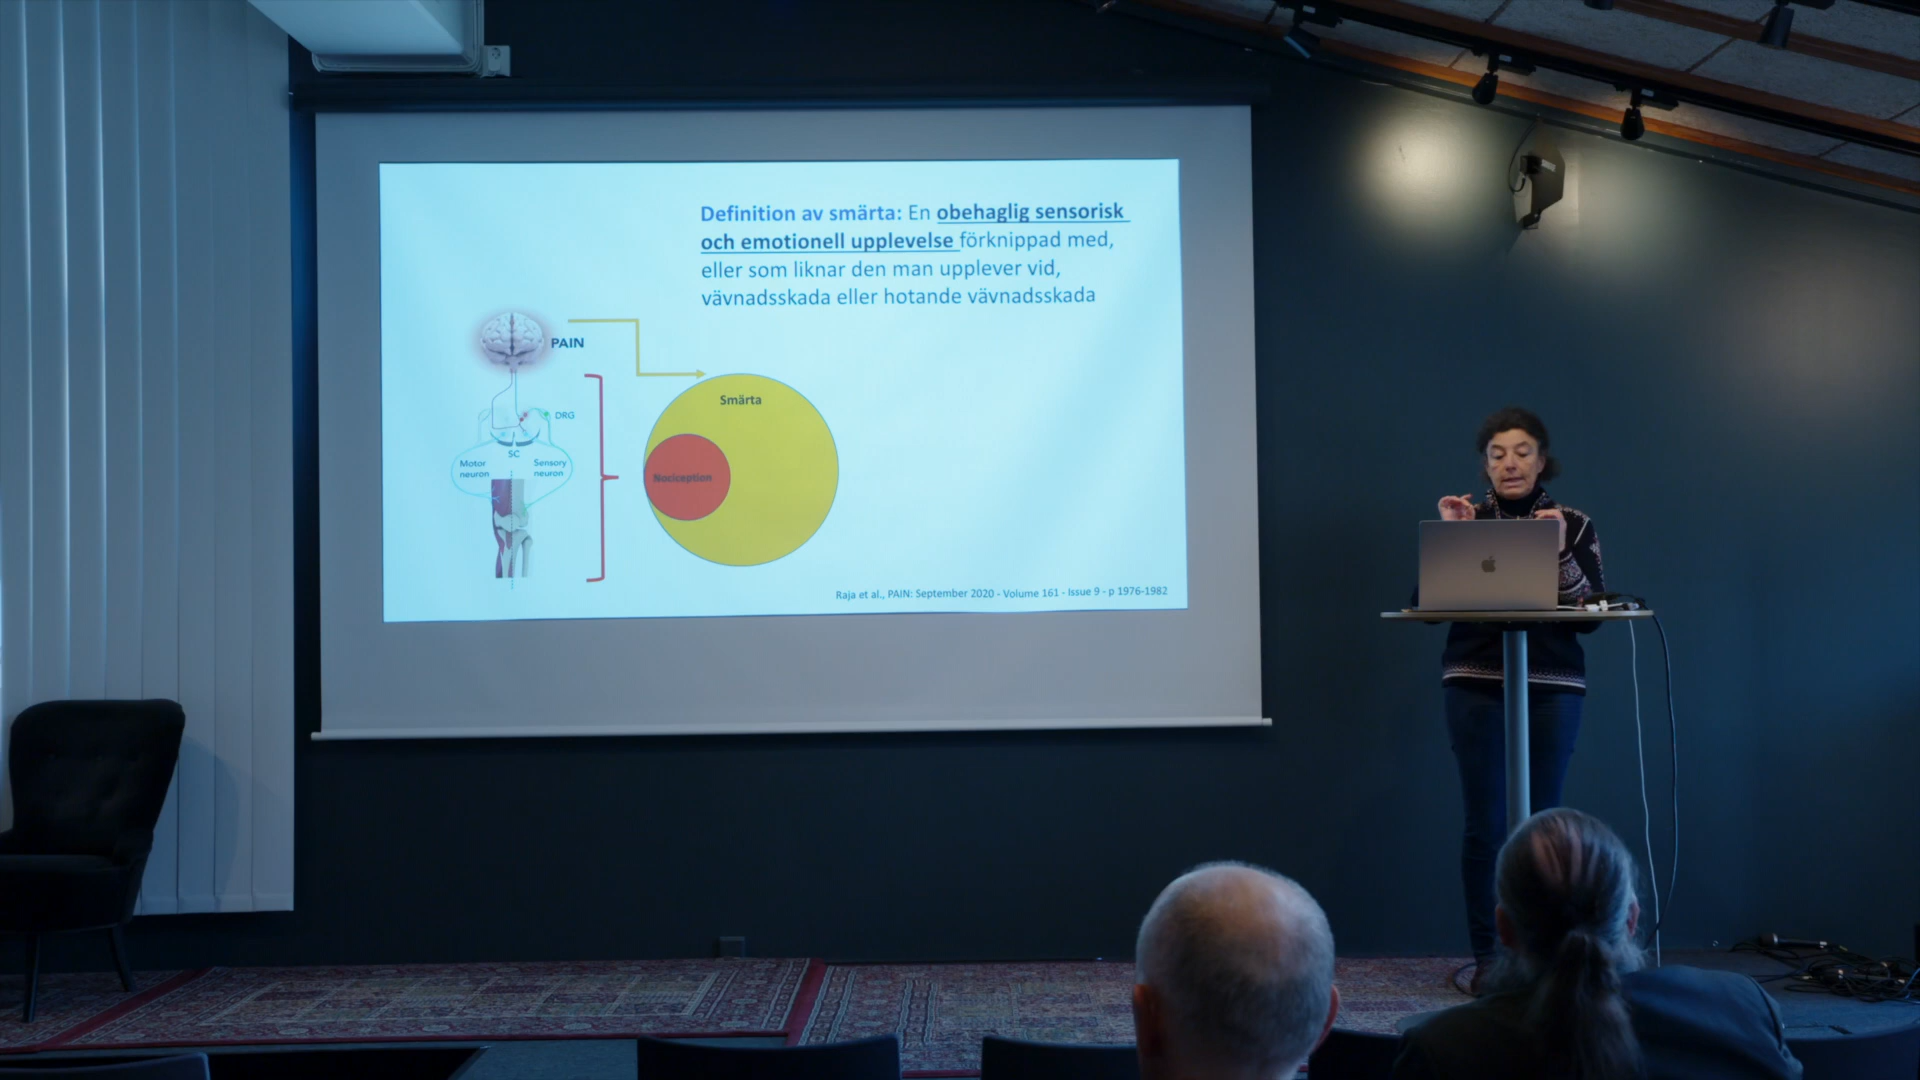 Definition av smärta: En obehaglig sensorisk
och emotionell upplevelse förknippad med,
eller som liknar den man upplever vid,
vävnadsskada eller hotande vävnadsskada
PAIN
DRG
SC
Motor
neuron
Sensory
neuron
Smärta
Nociception
Raja et al., PAIN: September 2020 - Volume 161 - Issue 9 - p 1976-1982